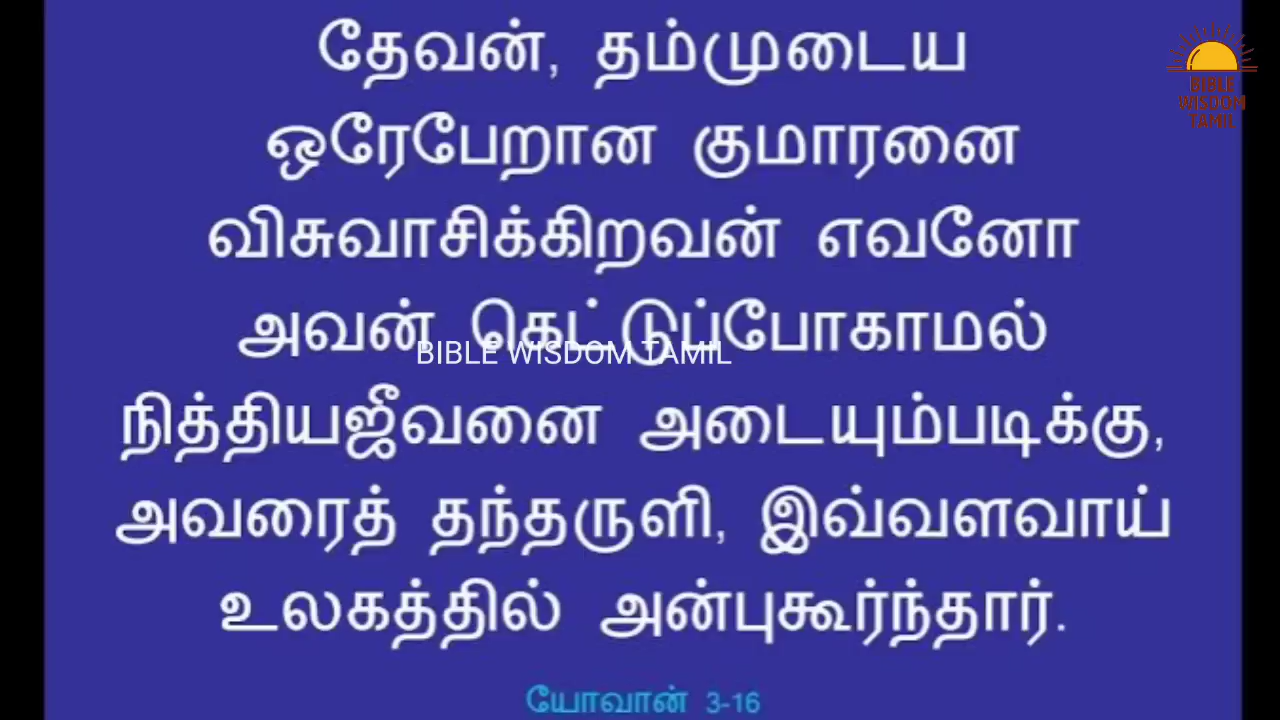 தேவன், தம்முடைய
ஒரேபேறான குமாரனை
விசுவாசிக்கிறவன் எவனோ
அவன் கெட்டுப்போகாமல்
BIBLE WISDOM TAMIL
நித்தியஜீவனை அடையும்படிக்கு,
அவரைத் தந்தருளி, இவ்வளவாய்
உலகத்தில் அன்புகூர்ந்தார்.
யோவான் 3-16
BIBLE
WISDOM
TAMIL